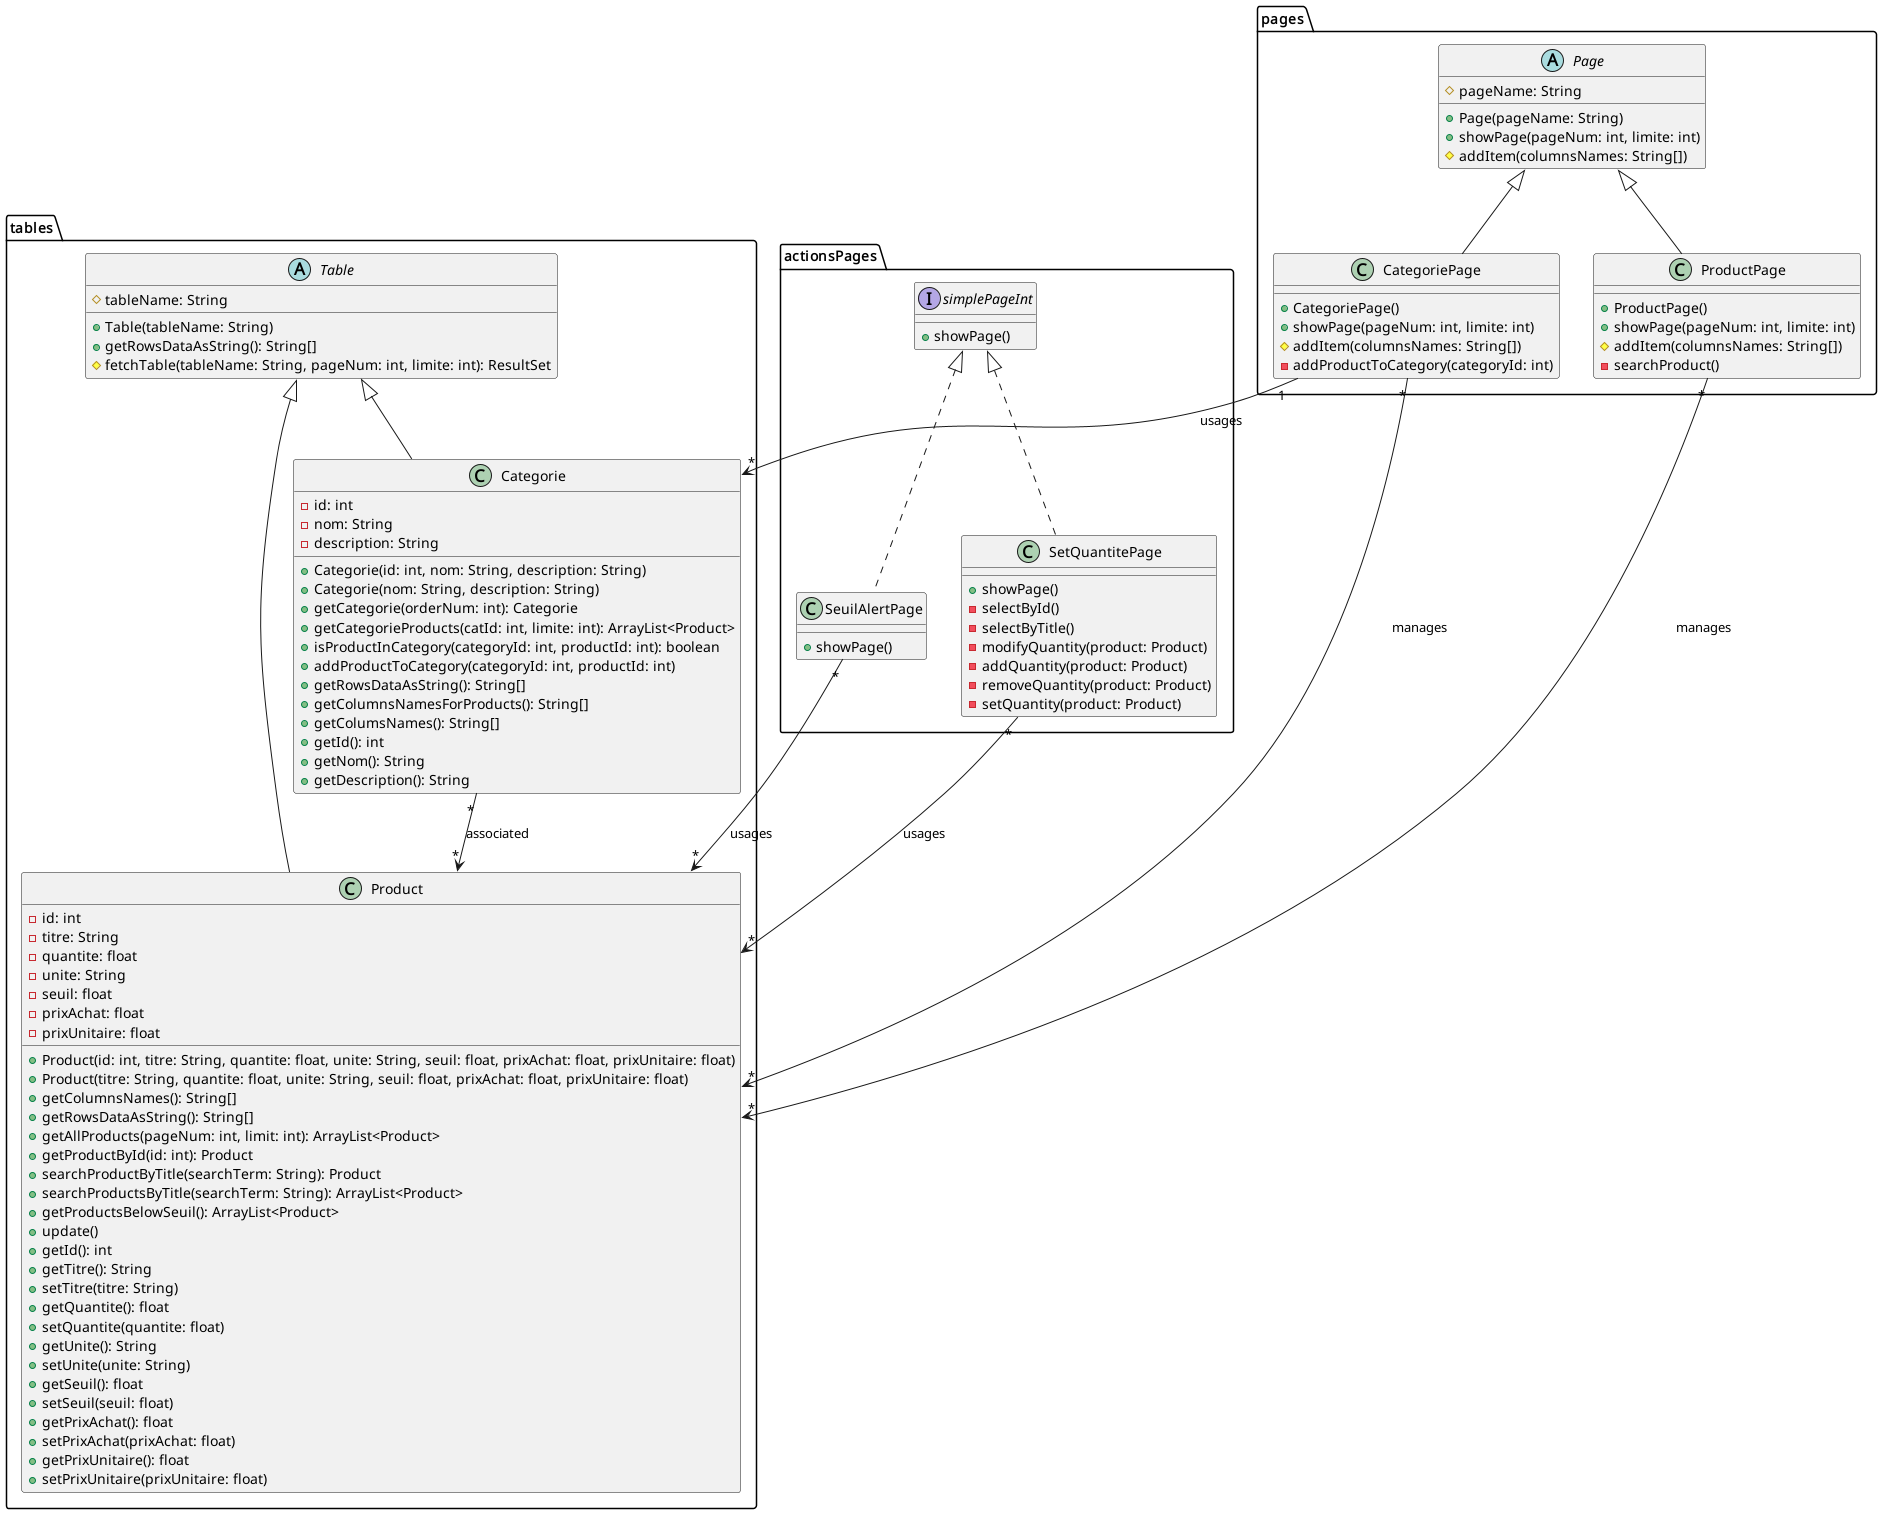 pages
A Page
pageName: String
Page(pageName: String)
showPage(pageNum: int, limite: int)
addItem(columnsNames: String[])
C CategoriePage
CategoriePage()
showPage(pageNum: int, limite: int)
addItem(columnsNames: String[])
addProductToCategory(categoryId: int)
C ProductPage
ProductPage()
showPage(pageNum: int, limite: int)
addItem(columnsNames: String[])
searchProduct()
tables
A Table
tableName: String
Table(tableName: String)
getRowsDataAsString(): String[]
fetchTable(tableName: String, pageNum: int, limite: int): ResultSet
actionsPages
I simplePageInt
showPage()
1
*
*
usages
*
C Categorie
id: int
nom: String
description: String
Categorie(id: int, nom: String, description: String)
Categorie(nom: String, description: String)
getCategorie(orderNum: int): Categorie
getCategorieProducts(catId: int, limite: int): ArrayList<Product>
isProductInCategory(categoryId: int, productId: int): boolean
addProductToCategory(categoryId: int, productId: int)
getRowsDataAsString(): String[]
getColumnsNamesForProducts(): String[]
getColumsNames(): String[]
getId(): int
getNom(): String
getDescription(): String
C SeuilAlertPage
showPage()
C SetQuantitePage
showPage()
selectById()
selectByTitle()
modifyQuantity(product: Product)
addQuantity(product: Product)
removeQuantity(product: Product)
setQuantity(product: Product)
manages
manages
*
*
*
associated
usages
usages
*
*
C Product
id: int
titre: String
quantite: float
unite: String
seuil: float
prixAchat: float
prixUnitaire: float
Product(id: int, titre: String, quantite: float, unite: String, seuil: float, prixAchat: float, prixUnitaire: float)
Product(titre: String, quantite: float, unite: String, seuil: float, prixAchat: float, prixUnitaire: float)
getColumnsNames(): String[]
getRowsDataAsString(): String[]
getAllProducts(pageNum: int, limit: int): ArrayList<Product>
getProductById(id: int): Product
searchProductByTitle(searchTerm: String): Product
searchProductsByTitle(searchTerm: String): ArrayList<Product>
getProductsBelowSeuil(): ArrayList<Product>
update()
getId(): int
getTitre(): String
setTitre(titre: String)
getQuantite(): float
setQuantite(quantite: float)
getUnite(): String
setUnite(unite: String)
getSeuil(): float
setSeuil(seuil: float)
getPrixAchat(): float
setPrixAchat(prixAchat: float)
getPrixUnitaire(): float
setPrixUnitaire(prixUnitaire: float)
*
*
*